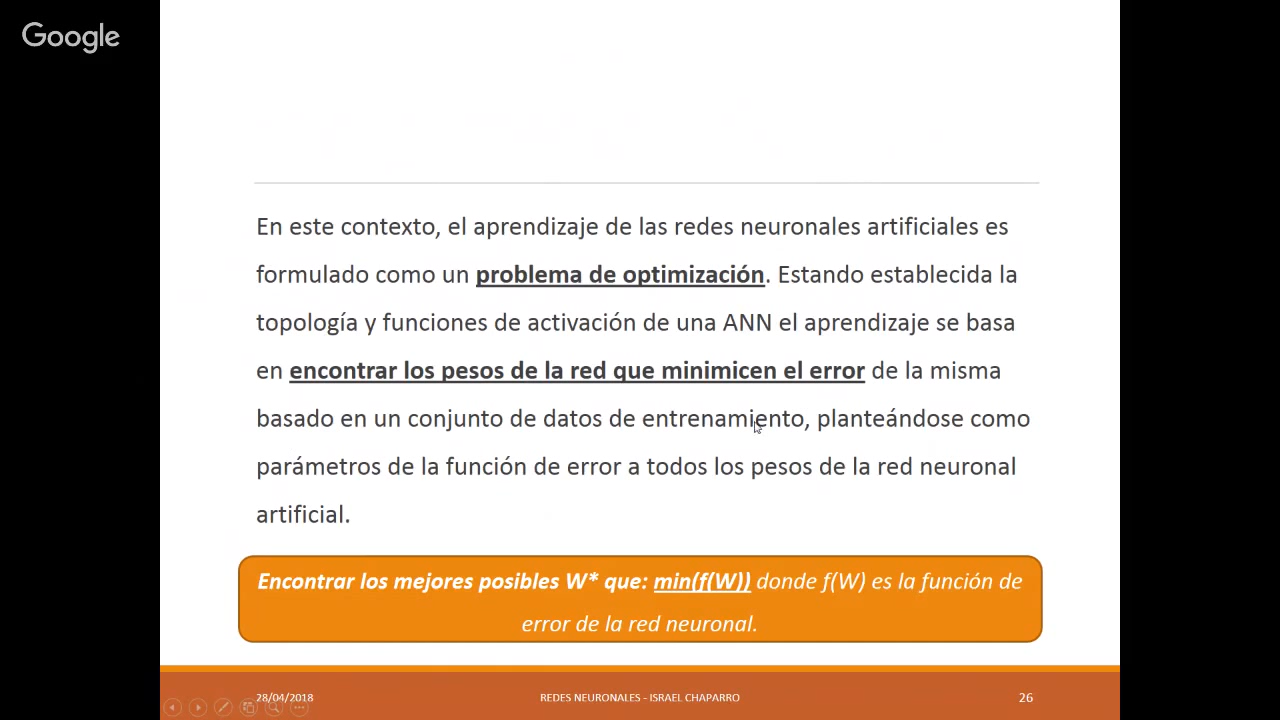 Google
En este contexto, el aprendizaje de las redes neuronales artificiales es
formulado como un problema de optimización. Estando establecida la
topología y funciones de activación de una ANN el aprendizaje se basa
en encontrar los pesos de la red que minimicen el error de la misma
basado en un conjunto de datos de entrenamiento, planteándose como
parámetros de la función de error a todos los pesos de la red neuronal
artificial.
Encontrar los mejores posibles W* que: min(f(W)) donde f(W) es la función de
error de la red neuronal.
28/04/2018 REDES NEURONALES - ISRAEL CHAPARRO 26